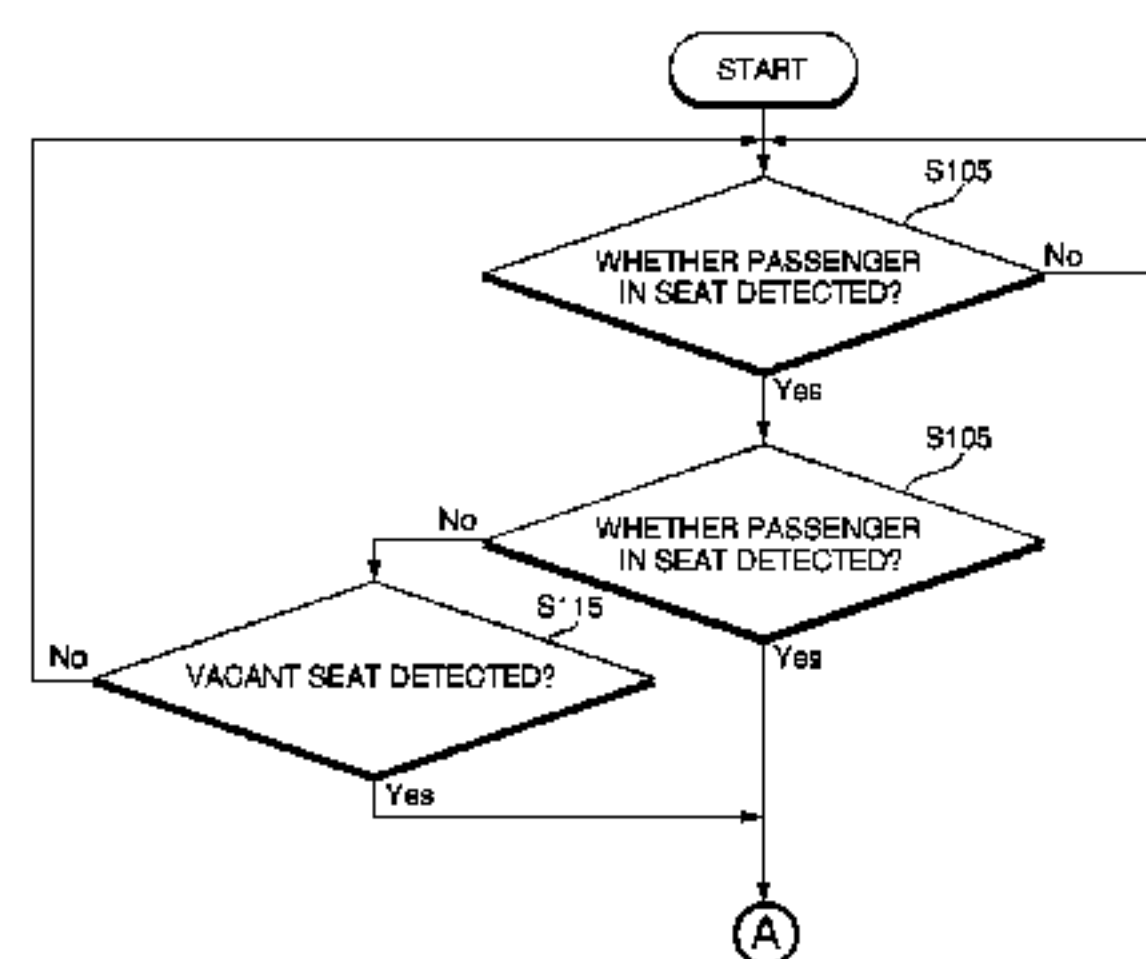 START
S105
WHETHER PASSENGER
IN SEAT DETECTED?
No
Yes
S105
No
WHETHER PASSENGER
IN SEAT DETECTED?
Yes
S115
No
VACANT SEAT DETECTED?
Yes
A